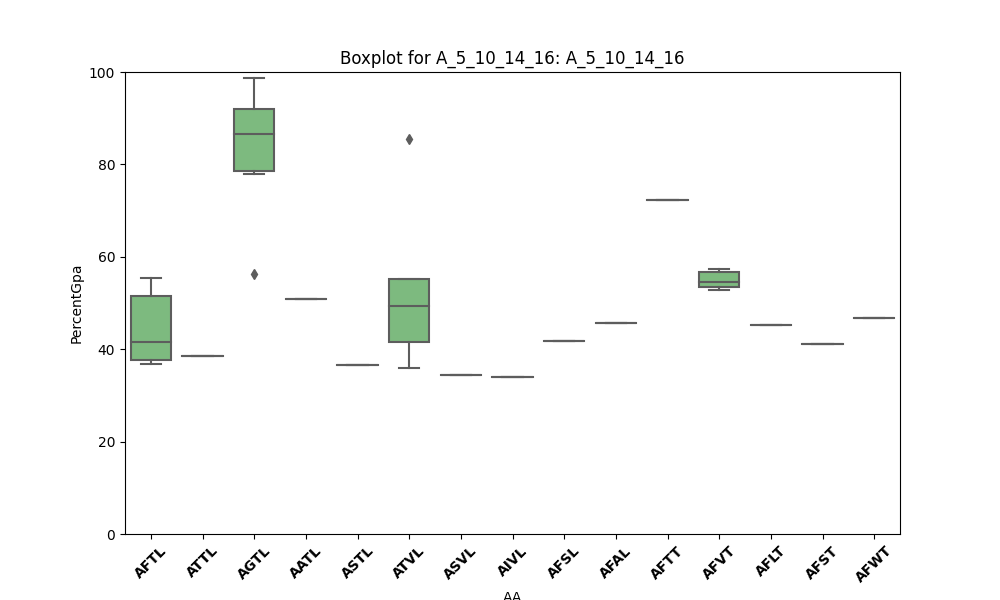 Boxplot for A_5_10_14_16: A_5_10_14_16
100
80
60
40
20
0
PercentGpa
AFTL ATTL AGTL AATL ASTL ATVL ASVL AIVL AFSL AFAL AFTT AFVT AFLT AFST AFWT
AA